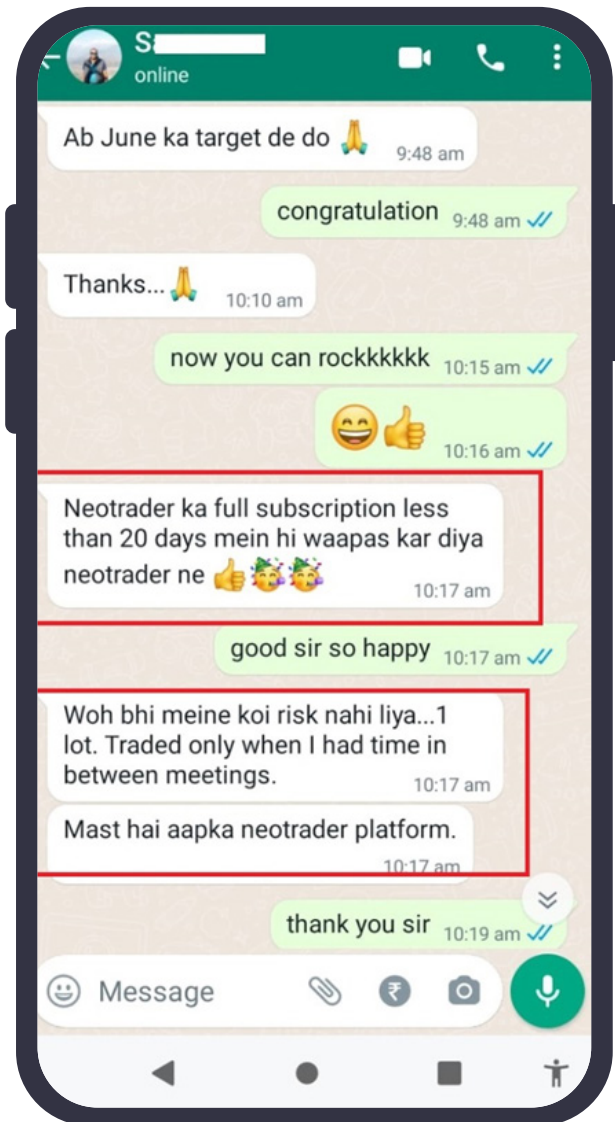 S
online
Ab June ka target de do 🙏
9:48 am
congratulation 9:48 am
Thanks...🙏
10:10 am
now you can rockkkkkk 10:15 am
😄👍
10:16 am
Neotrader ka full subscription less
than 20 days mein hi waapas kar diya
neotrader ne 👍🥳🥳
10:17 am
good sir so happy 10:17 am
Woh bhi meine koi risk nahi liya...1
lot. Traded only when I had time in
between meetings.
10:17 am
Mast hai aapka neotrader platform.
10:17 am
thank you sir 10:19 am
Message
₹